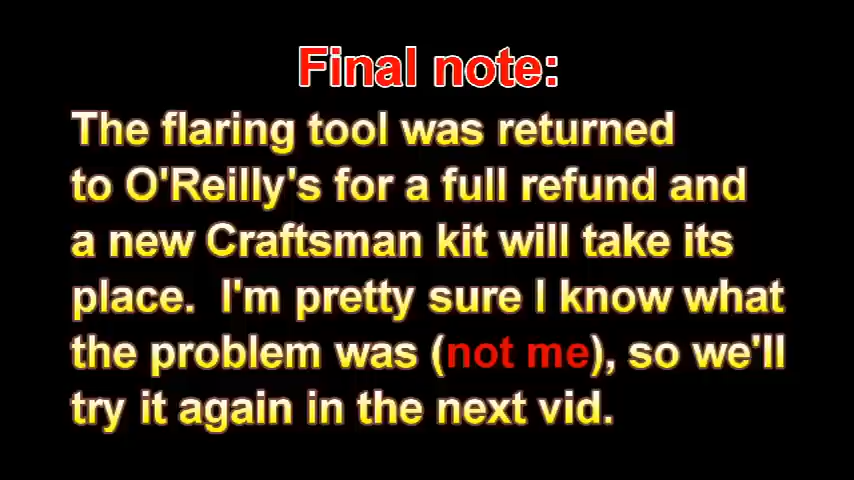 Final note:
The flaring tool was returned
to O'Reilly's for a full refund and
a new Craftsman kit will take its
place.  I'm pretty sure I know what
the problem was (not me), so we'll
try it again in the next vid.